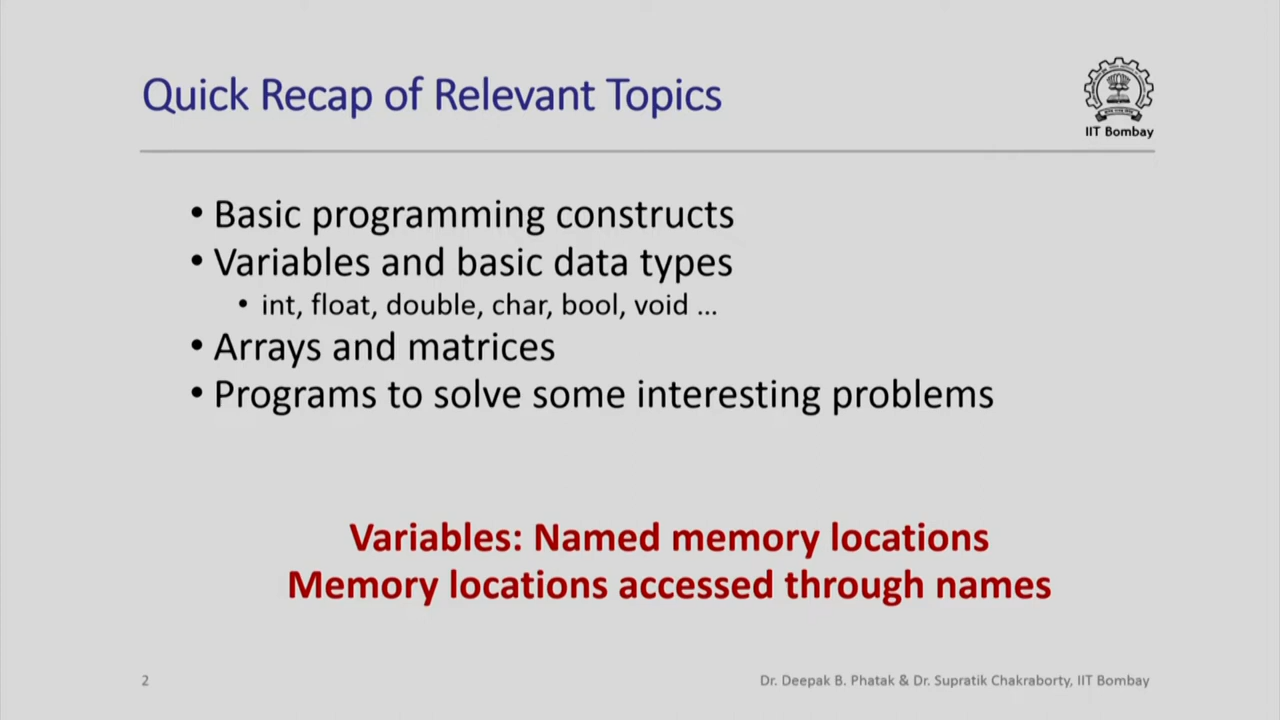 Quick Recap of Relevant Topics
IIT Bombay
• Basic programming constructs
• Variables and basic data types
• int, float, double, char, bool, void ...
• Arrays and matrices
• Programs to solve some interesting problems
Variables: Named memory locations
Memory locations accessed through names
2
Dr. Deepak B. Phatak & Dr. Supratik Chakraborty, IIT Bombay